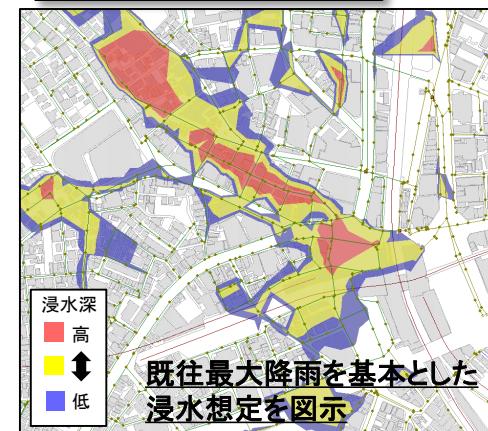 浸水深
高
低
既往最大降雨を基本とした
浸水想定を図示